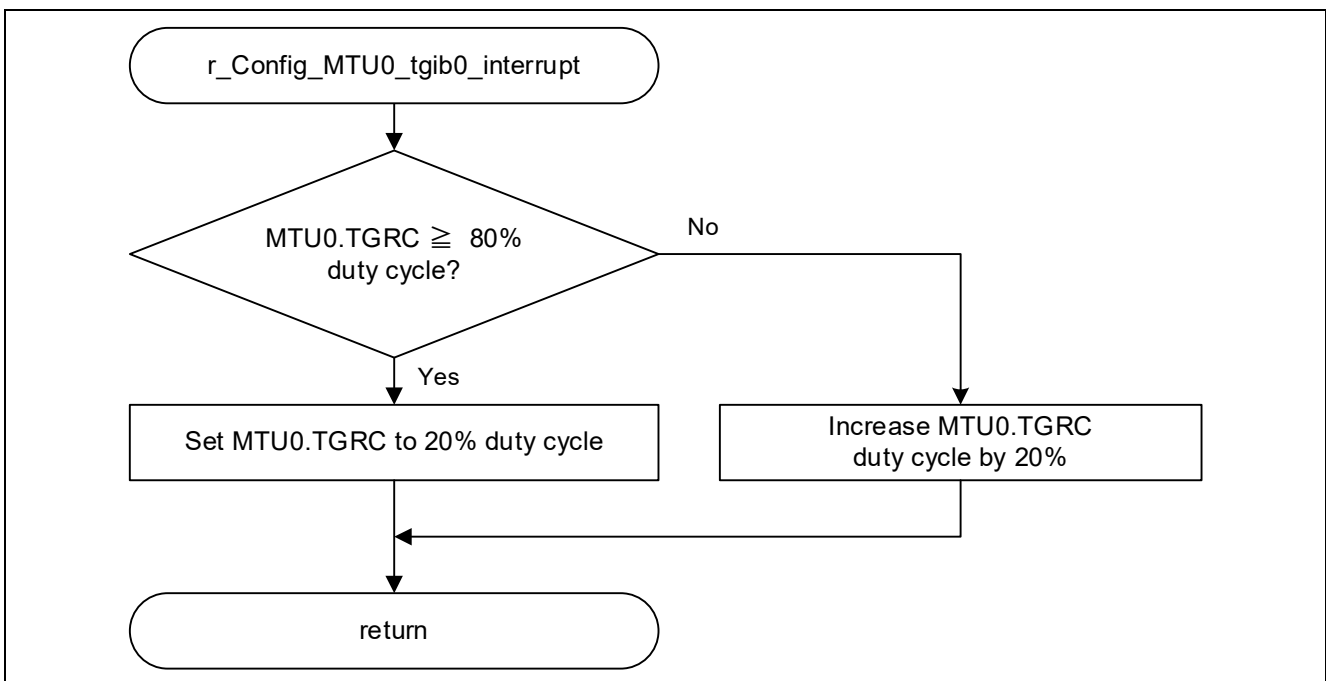 r_Config_MTU0_tgib0_interrupt
MTU0.TGRC ≧ 80%
duty cycle?
No
Yes
Set MTU0.TGRC to 20% duty cycle
Increase MTU0.TGRC
duty cycle by 20%
return